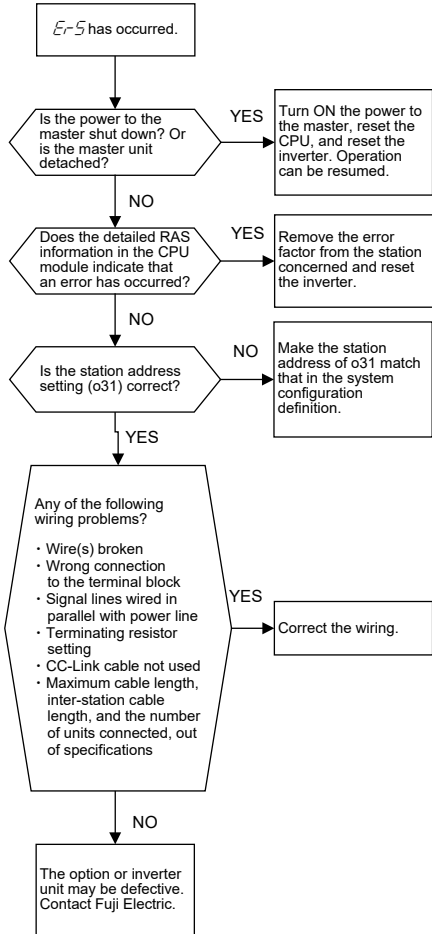 Er5 has occurred.
Is the power to the
master shut down? Or
is the master unit
detached?
YES
Turn ON the power to
the master, reset the
CPU, and reset the
inverter. Operation
can be resumed.
NO
Does the detailed RAS
information in the CPU
module indicate that
an error has occurred?
YES
Remove the error
factor from the station
concerned and reset
the inverter.
NO
Is the station address
setting (o31) correct?
NO
Make the station
address of o31 match
that in the system
configuration
definition.
YES
Any of the following
wiring problems?
・Wire(s) broken
・Wrong connection
to the terminal block
・Signal lines wired in
parallel with power line
・Terminating resistor
setting
・CC-Link cable not used
・Maximum cable length,
inter-station cable
length, and the number
of units connected, out
of specifications
YES
Correct the wiring.
NO
The option or inverter
unit may be defective.
Contact Fuji Electric.